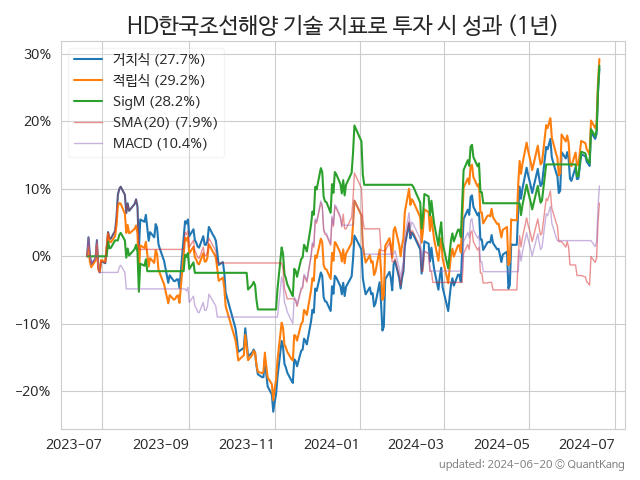 HD한국조선해양 기술 지표로 투자 시 성과 (1년)
거치식 (27.7%)
적립식 (29.2%)
SigM (28.2%)
SMA(20) (7.9%)
MACD (10.4%)
30%
20%
10%
0%
−10%
−20%
2023-07 2023-09 2023-11 2024-01 2024-03 2024-05 2024-07
updated: 2024-06-20 © QuantKang